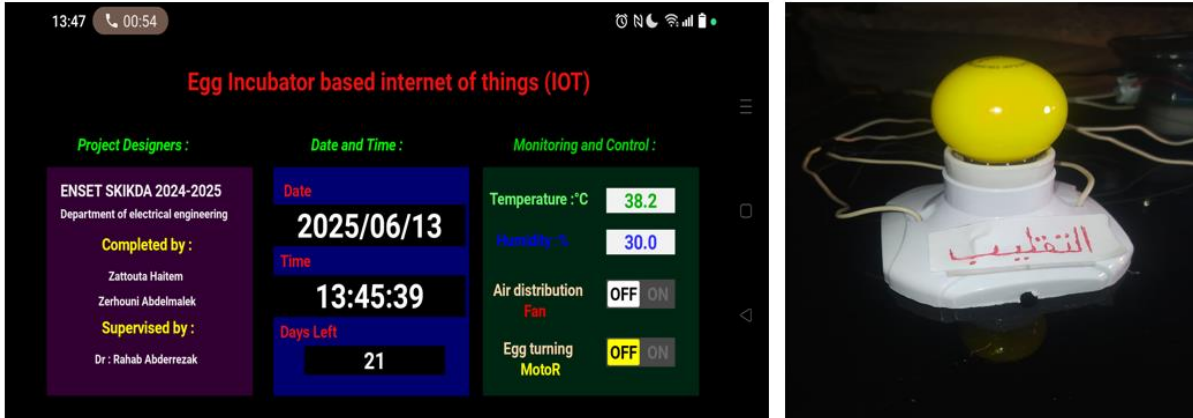 13:47 00:54
Egg Incubator based internet of things (IOT)
Project Designers :
ENSET SKIKDA 2024-2025
Department of electrical engineering
Completed by :
Zattouta Haitem
Zerhouni Abdelmalek
Supervised by :
Dr : Rahab Abderrezak
Date and Time :
Date
2025/06/13
Time
13:45:39
Days Left
21
Monitoring and Control :
Temperature :°C 38.2
Humidity :% 30.0
Air distribution
Fan
OFF ON
Egg turning
MotoR
OFF ON
التقليب